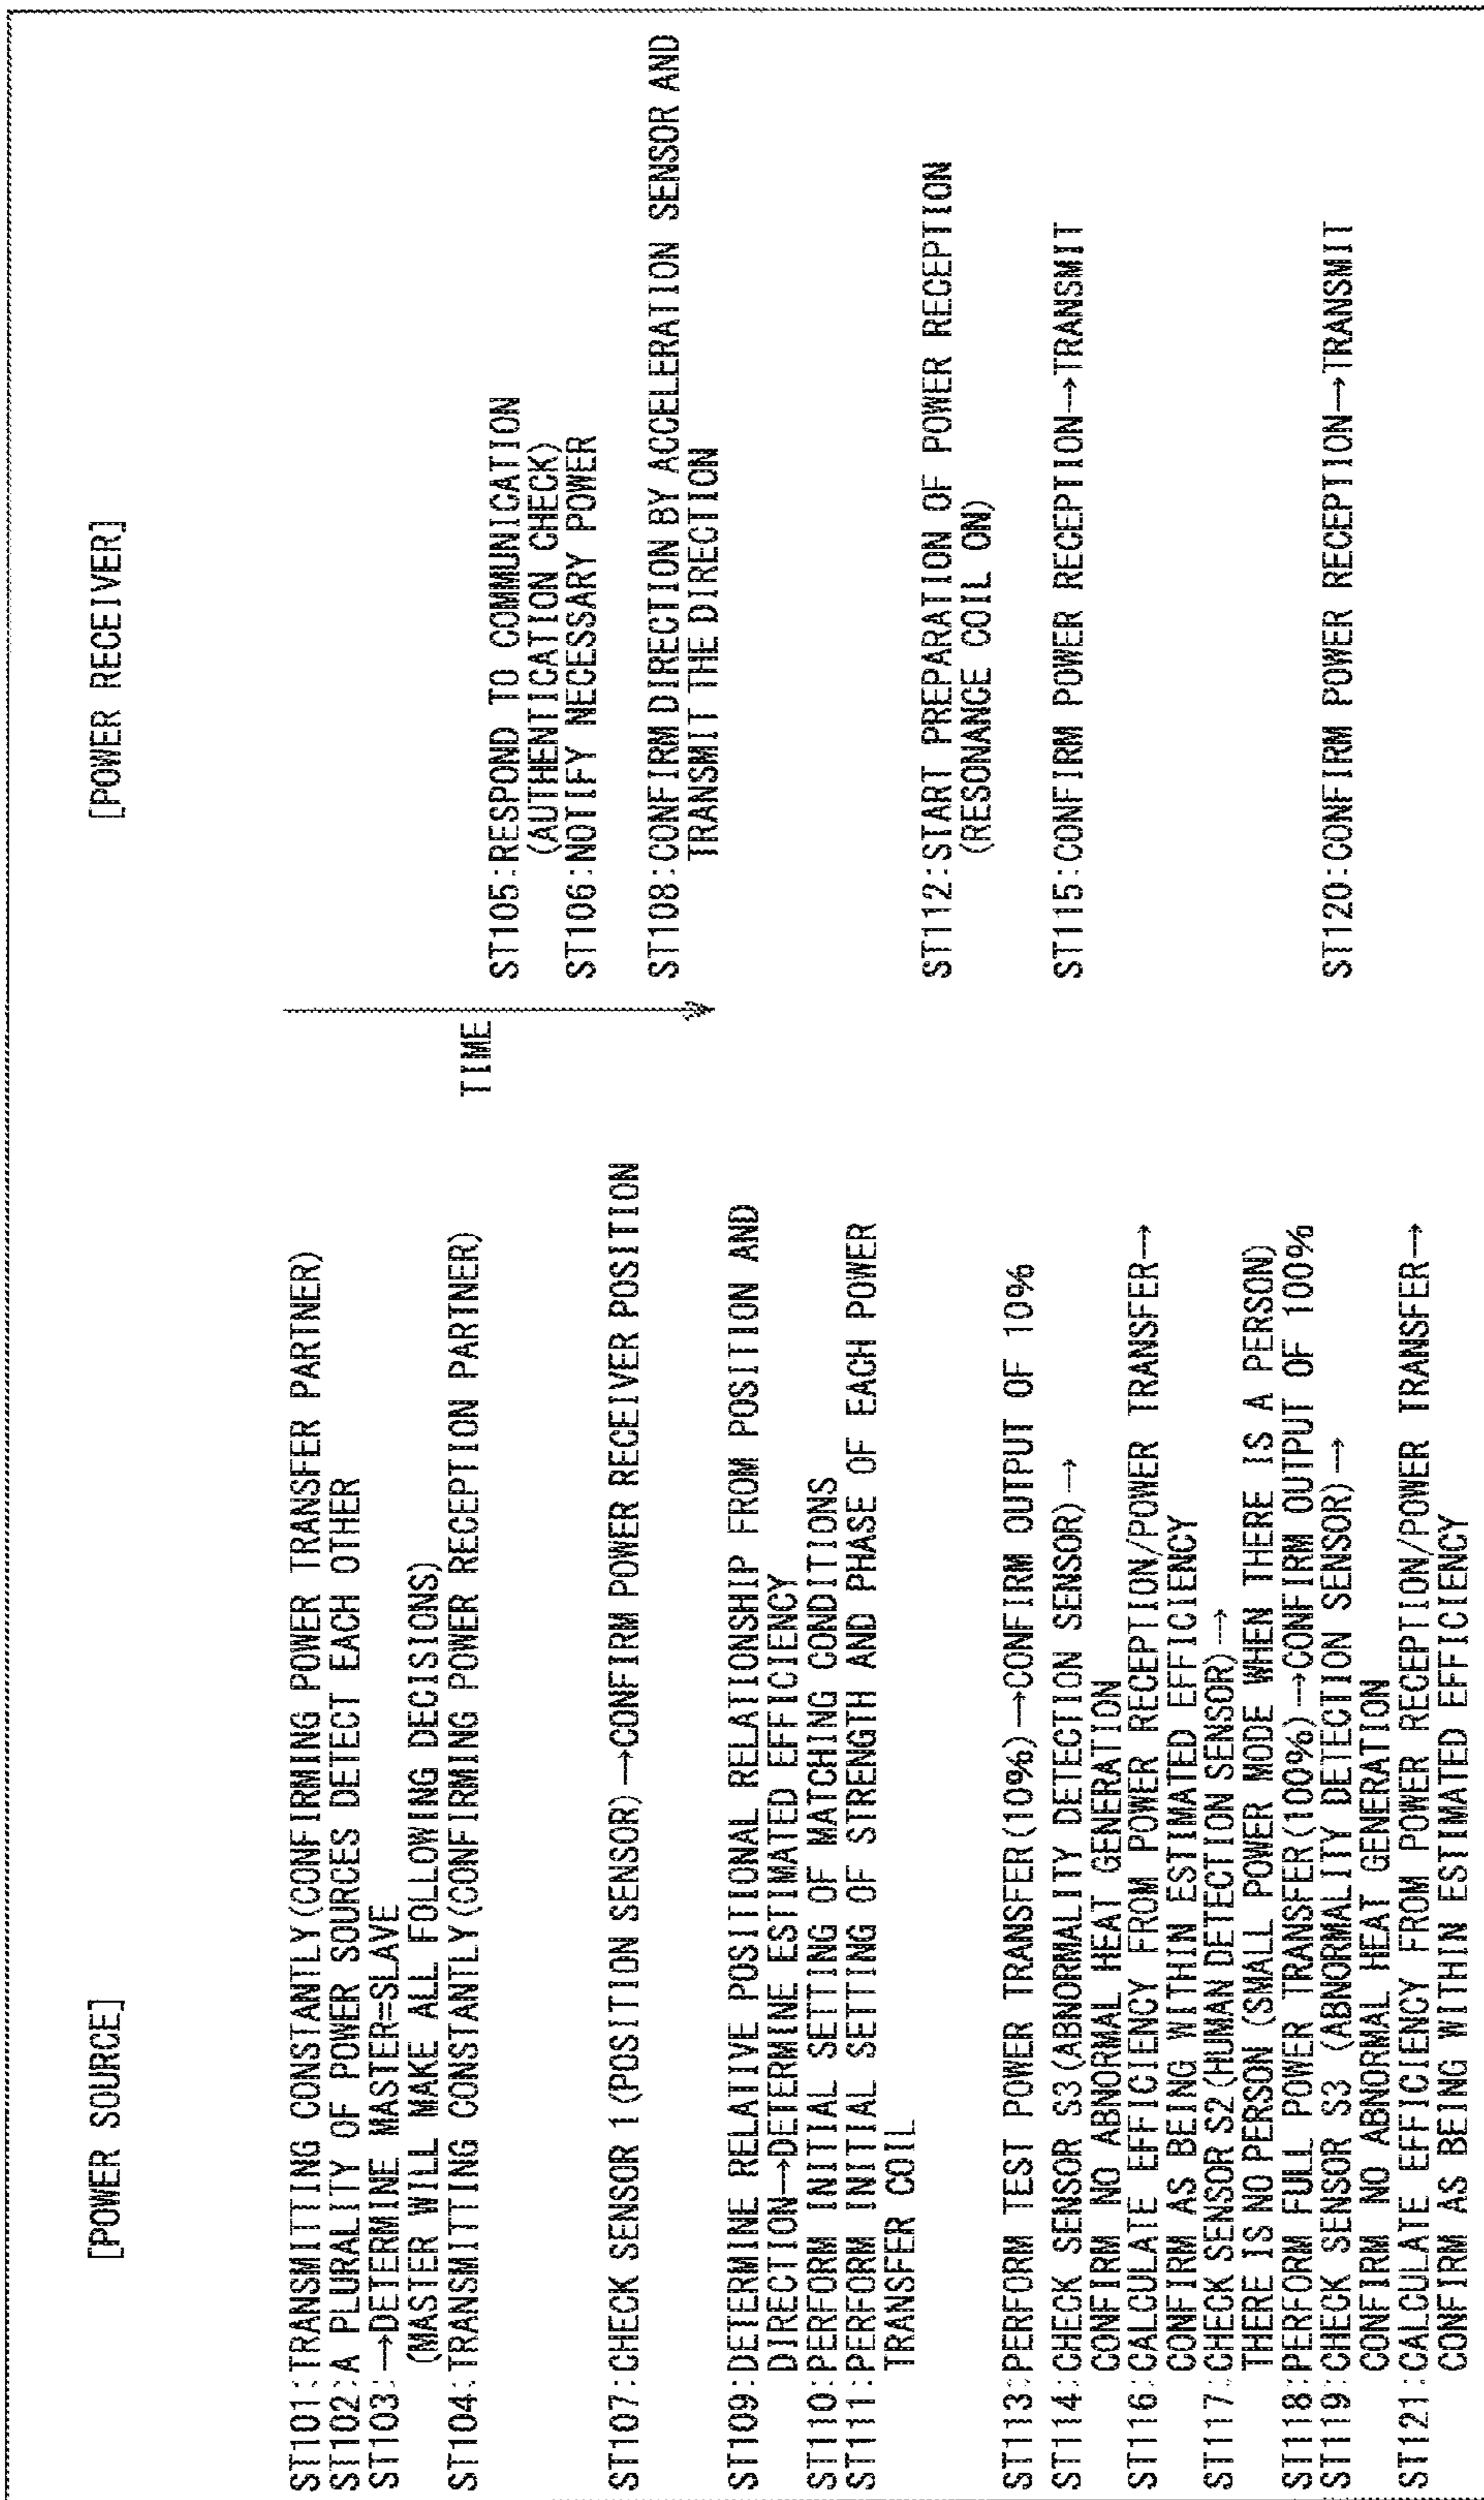 [POWER SOURCE]
ST101:TRANSMITTING CONSTANTLY(CONFIRMING POWER TRANSFER PARTNER)
ST102:A PLURALITY OF POWER SOURCES DETECT EACH OTHER
ST103:→DETERMINE MASTER=SLAVE
(MASTER WILL MAKE ALL FOLLOWING DECISIONS)
ST104:TRANSMITTING CONSTANTLY(CONFIRMING POWER RECEPTION PARTNER)
ST107:CHECK SENSOR 1(POSITION SENSOR)→CONFIRM POWER RECEIVER POSITION
ST109:DETERMINE RELATIVE POSITIONAL RELATIONSHIP FROM POSITION AND
DIRECTION→DETERMINE ESTIMATED EFFICIENCY
ST110:PERFORM INITIAL SETTING OF MATCHING CONDITIONS
ST111:PERFORM INITIAL SETTING OF STRENGTH AND PHASE OF EACH POWER
TRANSFER COIL
ST113:PERFORM TEST POWER TRANSFER(10%)→CONFIRM OUTPUT OF 10%
ST114:CHECK SENSOR S3(ABNORMALITY DETECTION SENSOR)→
CONFIRM NO ABNORMAL HEAT GENERATION
ST116:CALCULATE EFFICIENCY FROM POWER RECEPTION/POWER TRANSFER→
CONFIRM AS BEING WITHIN ESTIMATED EFFICIENCY
ST117:CHECK SENSOR S2(HUMAN DETECTION SENSOR)→
THERE IS NO PERSON (SMALL POWER MODE WHEN THERE IS A PERSON)
ST118:PERFORM FULL POWER TRANSFER(100%)→CONFIRM OUTPUT OF 100%
ST119:CHECK SENSOR S3 (ABNORMALITY DETECTION SENSOR)→
CONFIRM NO ABNORMAL HEAT GENERATION
ST121:CALCULATE EFFICIENCY FROM POWER RECEPTION/POWER TRANSFER→
CONFIRM AS BEING WITHIN ESTIMATED EFFICIENCY
TIME
[POWER RECEIVER]
ST105:RESPOND TO COMMUNICATION
(AUTHENTICATION CHECK)
ST106:NOTIFY NECESSARY POWER
ST108:CONFIRM DIRECTION BY ACCELERATION SENSOR AND
TRANSMIT THE DIRECTION
ST112:START PREPARATION OF POWER RECEPTION
(RESONANCE COIL ON)
ST115:CONFIRM POWER RECEPTION→TRANSMIT
ST120:CONFIRM POWER RECEPTION→TRANSMIT